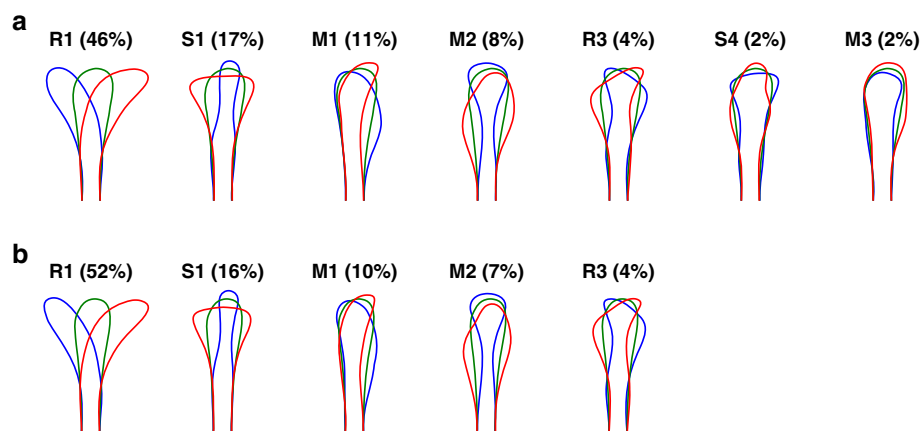 a
R1 (46%) S1 (17%) M1 (11%) M2 (8%) R3 (4%) S4 (2%) M3 (2%)
b
R1 (52%) S1 (16%) M1 (10%) M2 (7%) R3 (4%)